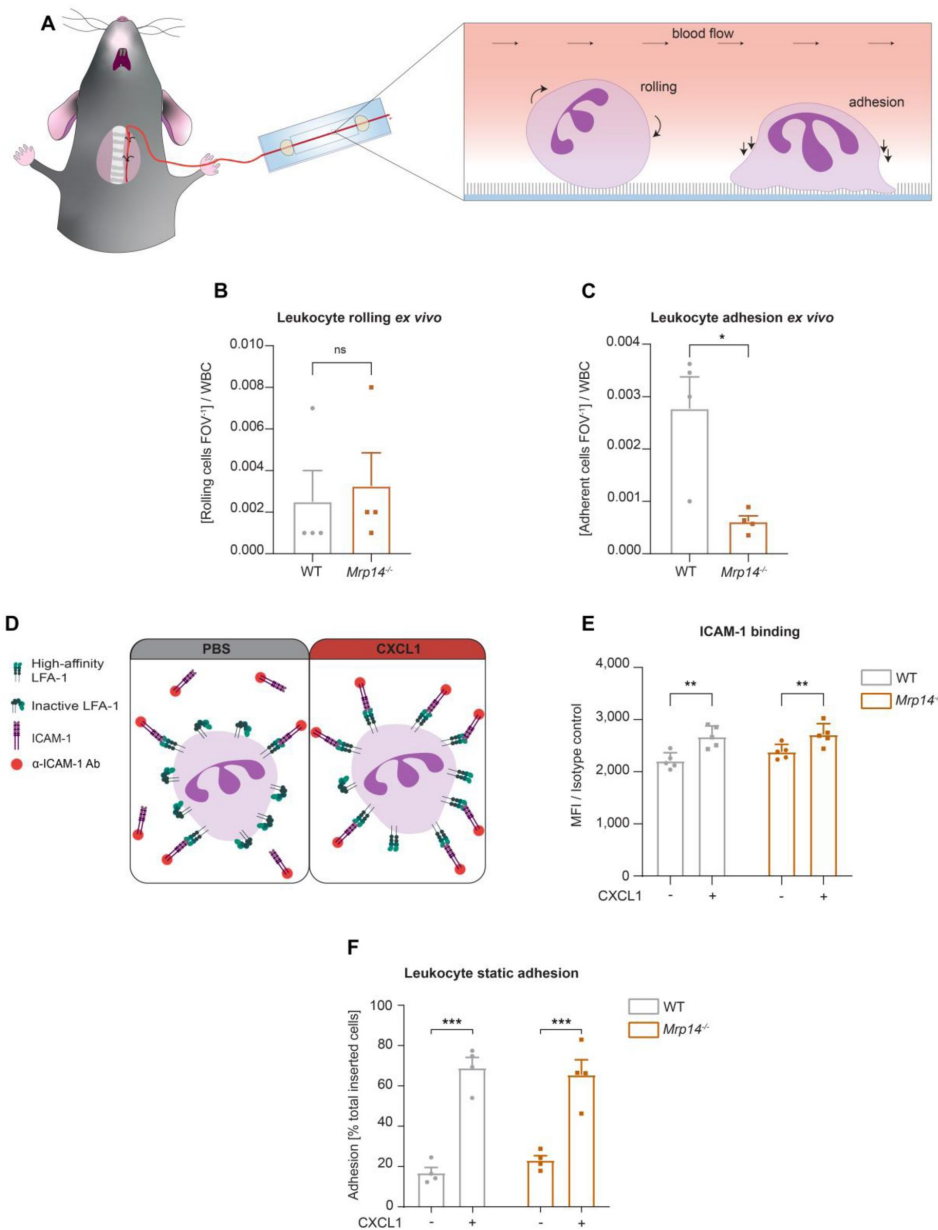 A
blood flow
rolling
adhesion
B
Leukocyte rolling ex vivo
[Rolling cells FOV⁻¹] / WBC
0.010
0.008
0.006
0.004
0.002
0.000
ns
WT
Mrp14⁻/⁻
C
Leukocyte adhesion ex vivo
[Adherent cells FOV⁻¹] / WBC
0.004
0.003
0.002
0.001
0.000
*
WT
Mrp14⁻/⁻
D
High-affinity
LFA-1
Inactive LFA-1
ICAM-1
α-ICAM-1 Ab
PBS
CXCL1
E
ICAM-1 binding
MFI / Isotype control
4,000
3,000
2,000
1,000
0
**
**
CXCL1
-
+
-
+
WT
Mrp14⁻/⁻
F
Leukocyte static adhesion
Adhesion [% total inserted cells]
100
80
60
40
20
0
***
***
CXCL1
-
+
-
+
WT
Mrp14⁻/⁻